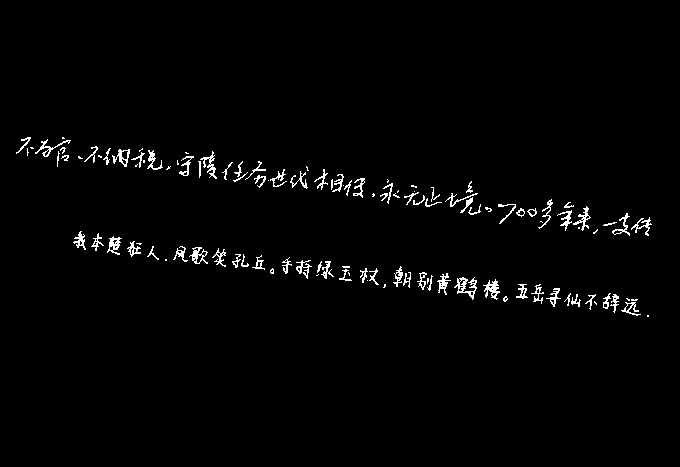 不为官、不纳税,守陵任务世代相任,永无止境。700多年来,一支传
我本楚狂人,凤歌笑孔丘。手持绿玉杖,朝别黄鹤楼。五岳寻仙不辞远.